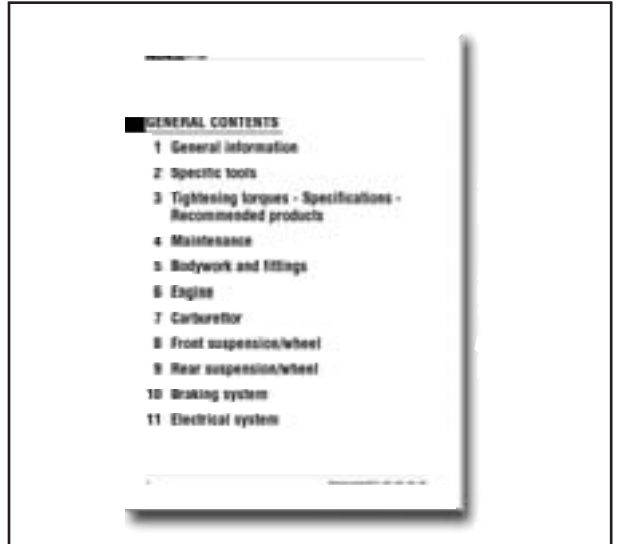 GENERAL CONTENTS
1 General information
2 Specific tools
3 Tightening torques - Specifications -
Recommended products
4 Maintenance
5 Bodywork and fittings
6 Engine
7 Carburettor
8 Front suspension/wheel
9 Rear suspension/wheel
10 Braking system
11 Electrical system